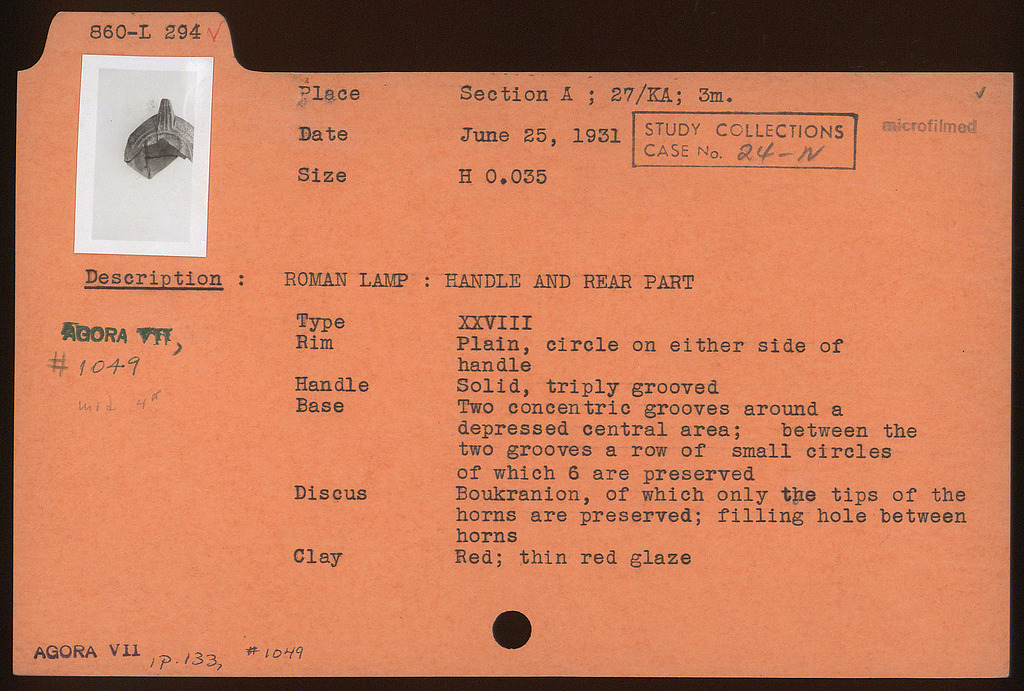 860-L 294 ✓
Place Section A ; 27/KA; 3m.
✓
Date June 25, 1931
STUDY COLLECTIONS
CASE No. 24-N
microfilmed
Size H 0.035
Description : ROMAN LAMP : HANDLE AND REAR PART
AGORA VII,
# 1049
mid 4th
Type XXVIII
Rim Plain, circle on either side of
handle
Handle Solid, triply grooved
Base Two concentric grooves around a
depressed central area; between the
two grooves a row of small circles
of which 6 are preserved
Discus Boukranion, of which only the tips of the
horns are preserved; filling hole between
horns
Clay Red; thin red glaze
AGORA VII p.133, #1049